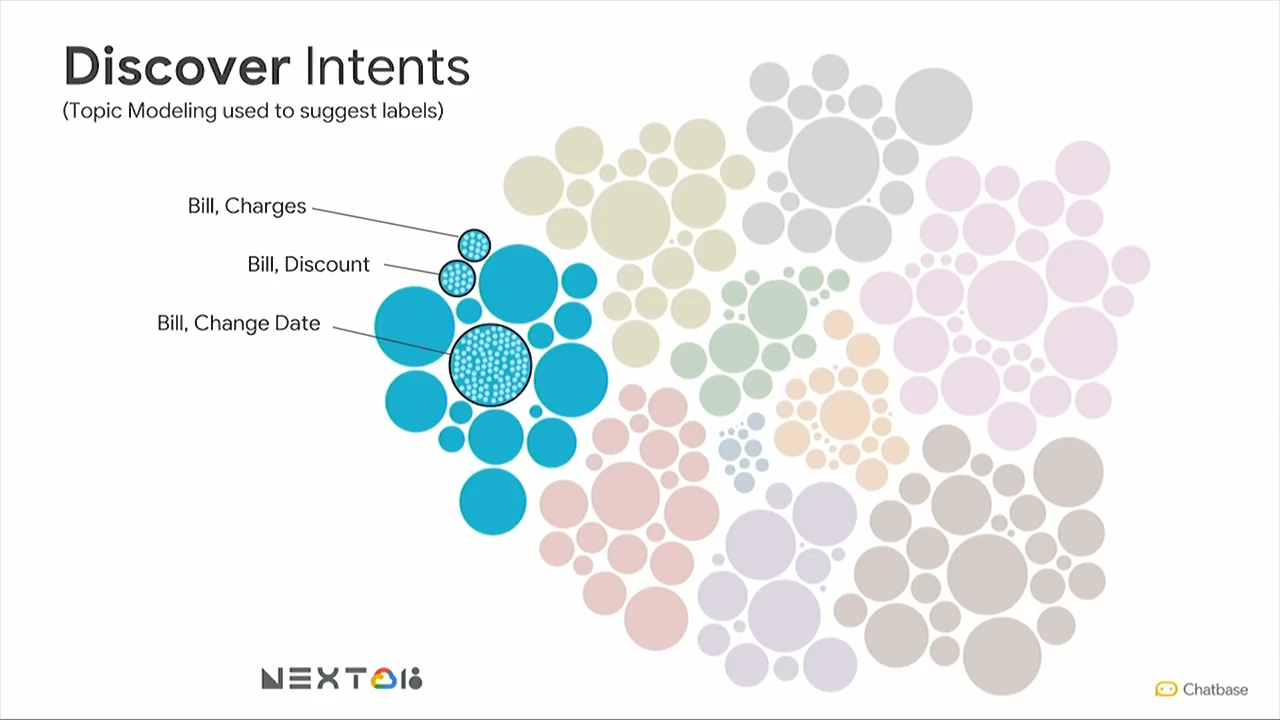 Discover Intents
(Topic Modeling used to suggest labels)
Bill, Charges
Bill, Discount
Bill, Change Date
NEXT 18
Chatbase